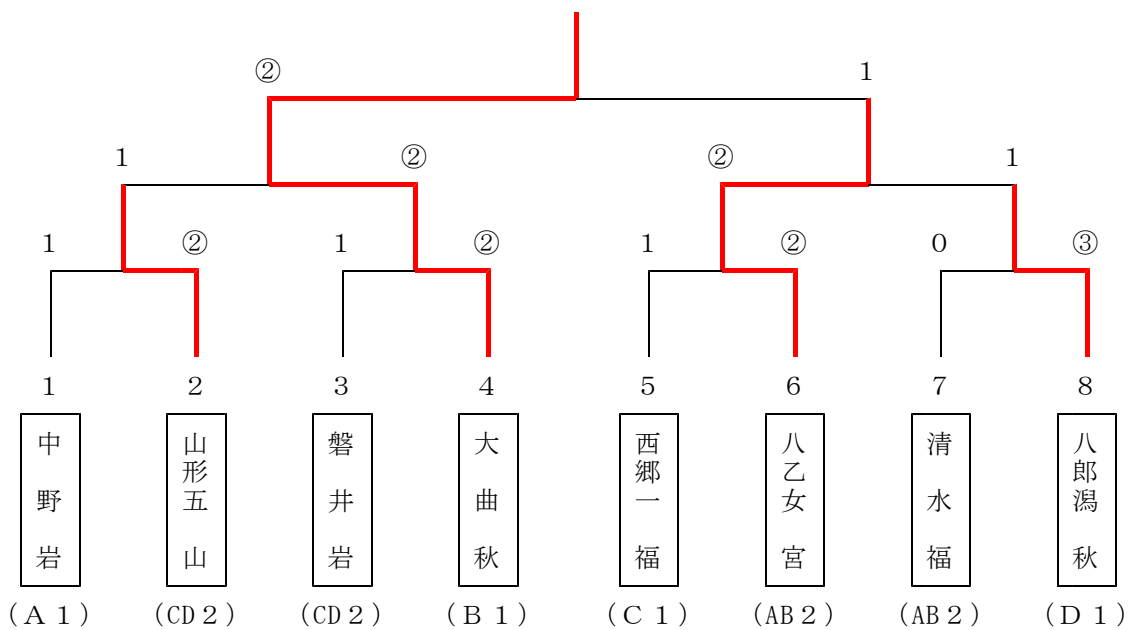 ② 1
1 ② ② 1
1 ② 1 ② 1 ② 0 ③
1 2 3 4 5 6 7 8
中野岩
山形五山
磐井岩
大曲秋
西郷一福
八乙女宮
清水福
八郎潟秋
(A1) (CD2) (CD2) (B1) (C1) (AB2) (AB2) (D1)